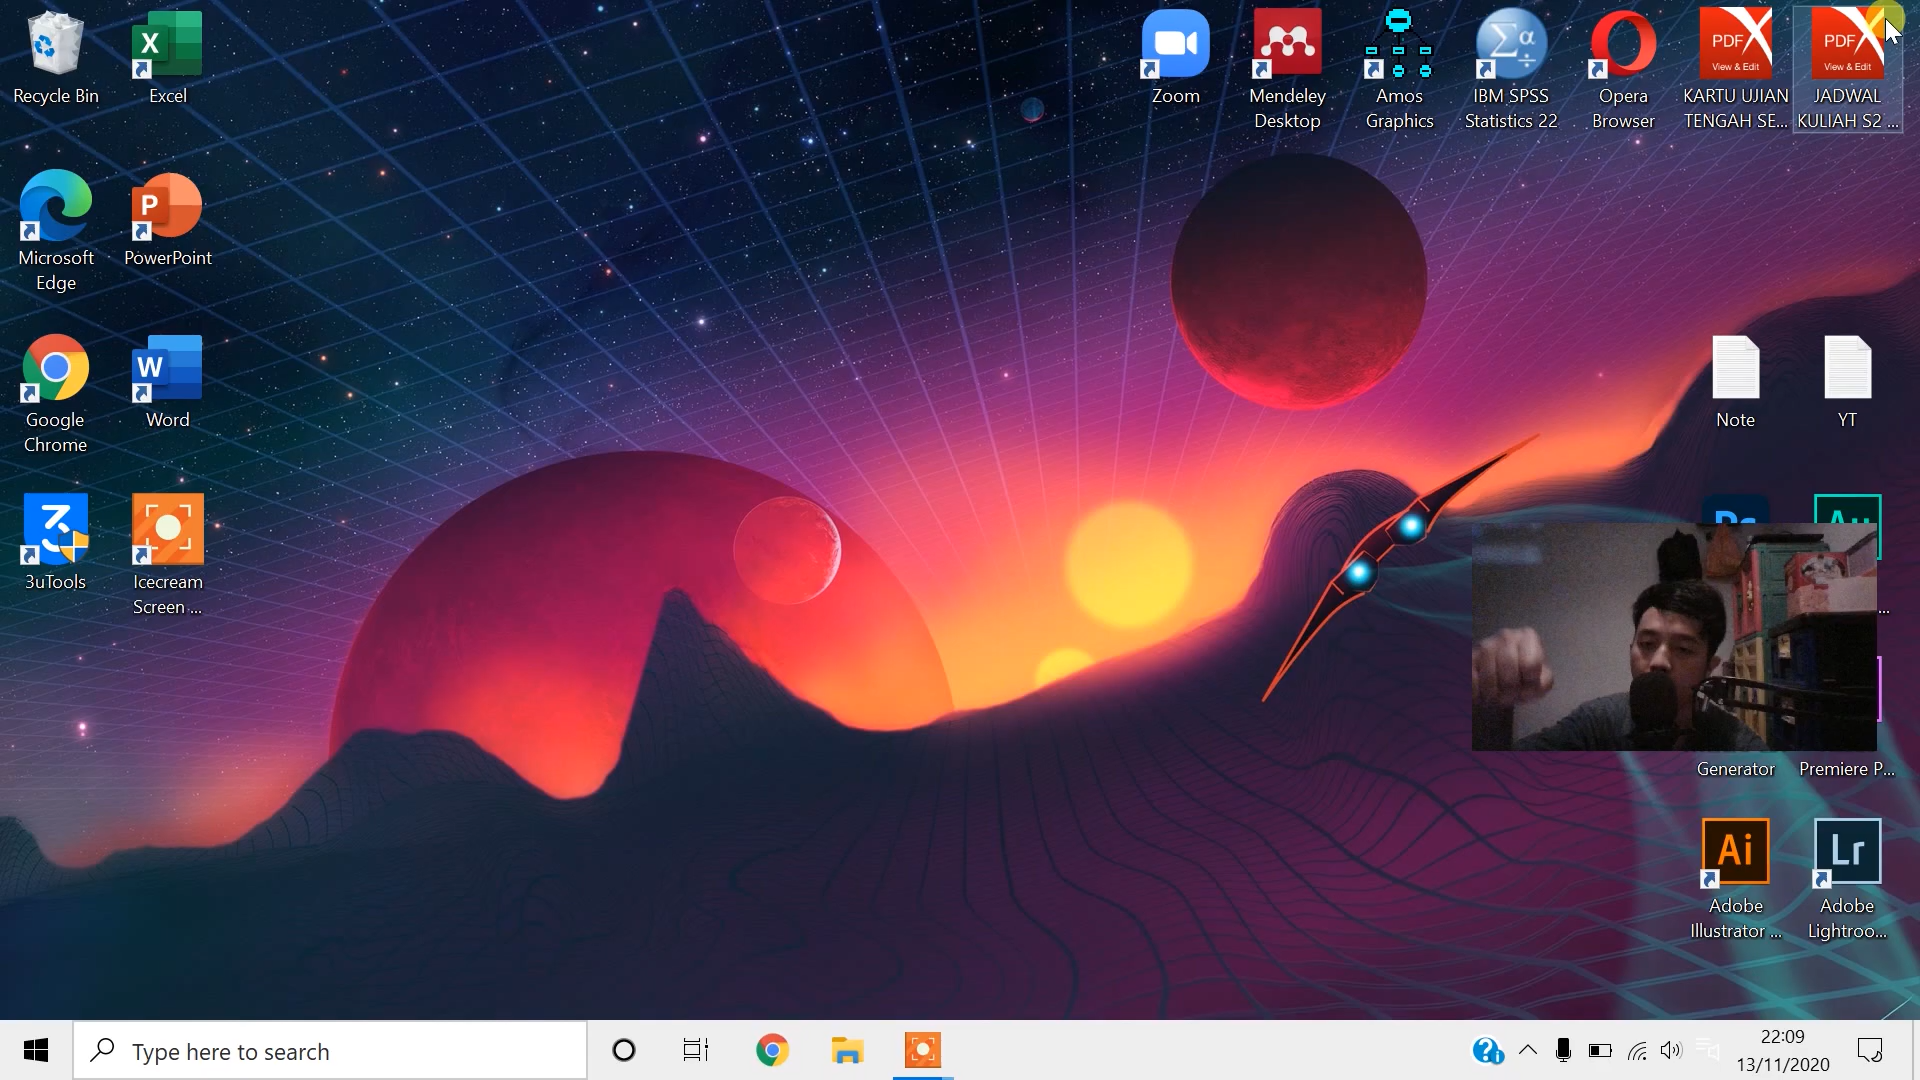 Recycle Bin
Excel
Zoom
Mendeley
Desktop
Amos
Graphics
IBM SPSS
Statistics 22
Opera
Browser
PDF
View & Edit
KARTU UJIAN
TENGAH SE...
PDF
View & Edit
JADWAL
KULIAH S2 ...
Microsoft
Edge
PowerPoint
Google
Chrome
Word
Note
YT
3uTools
Icecream
Screen ...
Generator
Premiere P...
Ai
Adobe
Illustrator ...
Lr
Adobe
Lightroo...
Type here to search
22:09
13/11/2020